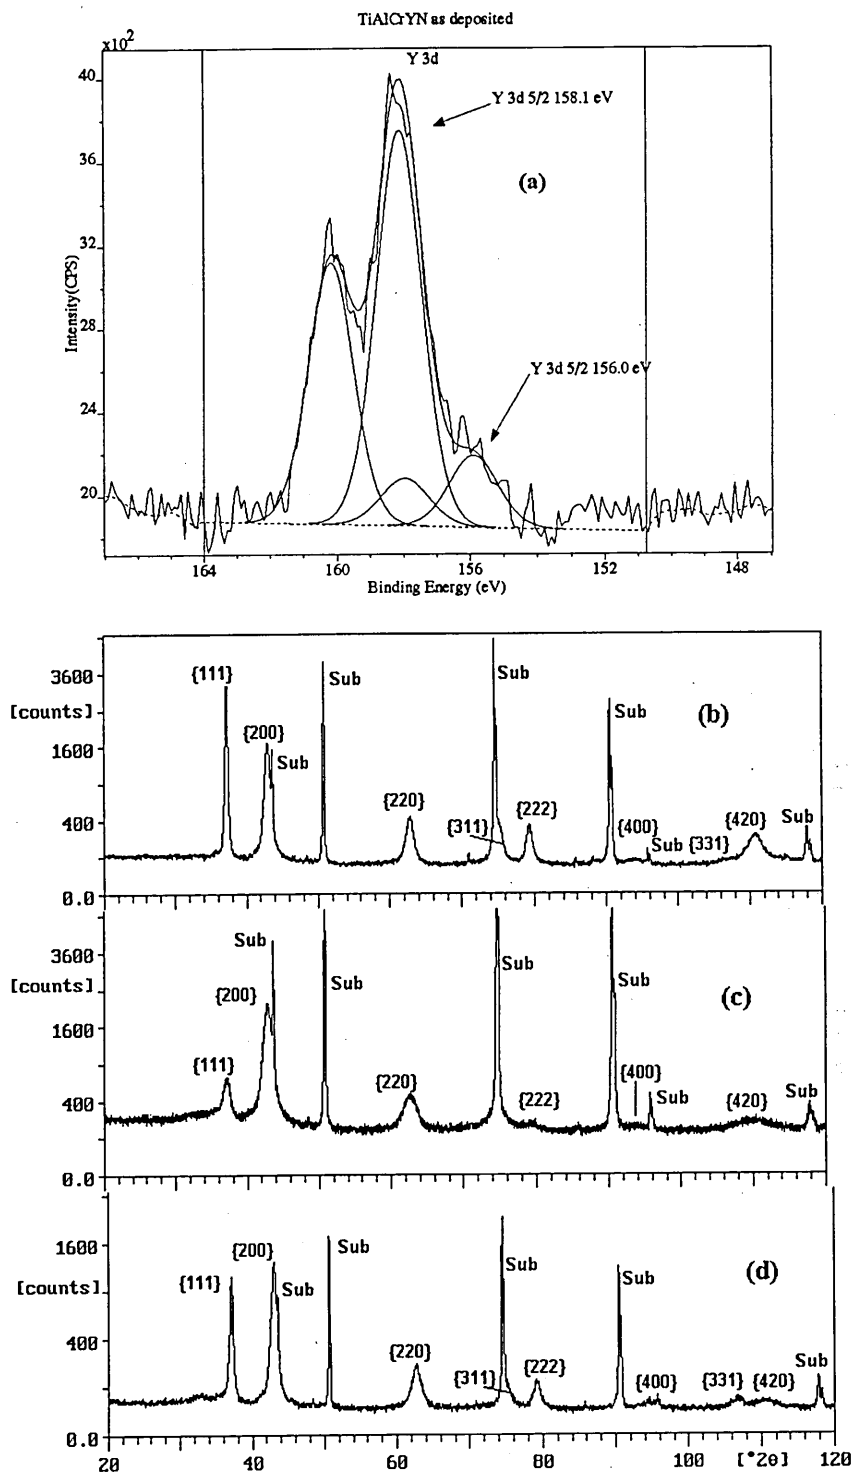 TiAlCrYN as deposited
x10²
Y 3d
40
Y 3d 5/2 158.1 eV
36
(a)
32
Intensity(CPS)
28
Y 3d 5/2 156.0 eV
24
20
164
160
156
152
148
Binding Energy (eV)
{111}
3600
Sub
Sub
Sub
(b)
[counts]
{200}
Sub
1600
{220}
{311}
{222}
{400}
Sub
{331}
{420}
Sub
400
0.0
Sub
3600
Sub
Sub
Sub
[counts]
{200}
(c)
1600
{111}
{220}
{222}
{400}
Sub
{420}
Sub
400
0.0
{200}
Sub
1600
{111}
Sub
Sub
Sub
(d)
[counts]
400
{220}
{311}
{222}
{400}
{331}
{420}
Sub
0.0
20
40
60
80
100
[°2θ]
120